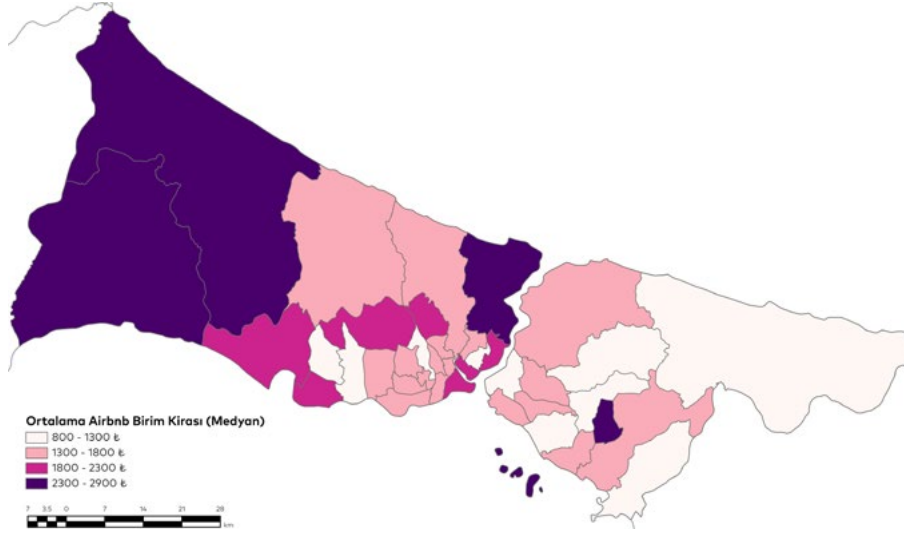 Ortalama Airbnb Birim Kirası (Medyan)
800 - 1300 ₺
1300 - 1800 ₺
1800 - 2300 ₺
2300 - 2900 ₺
7 3.5 0 7 14 21 28
km